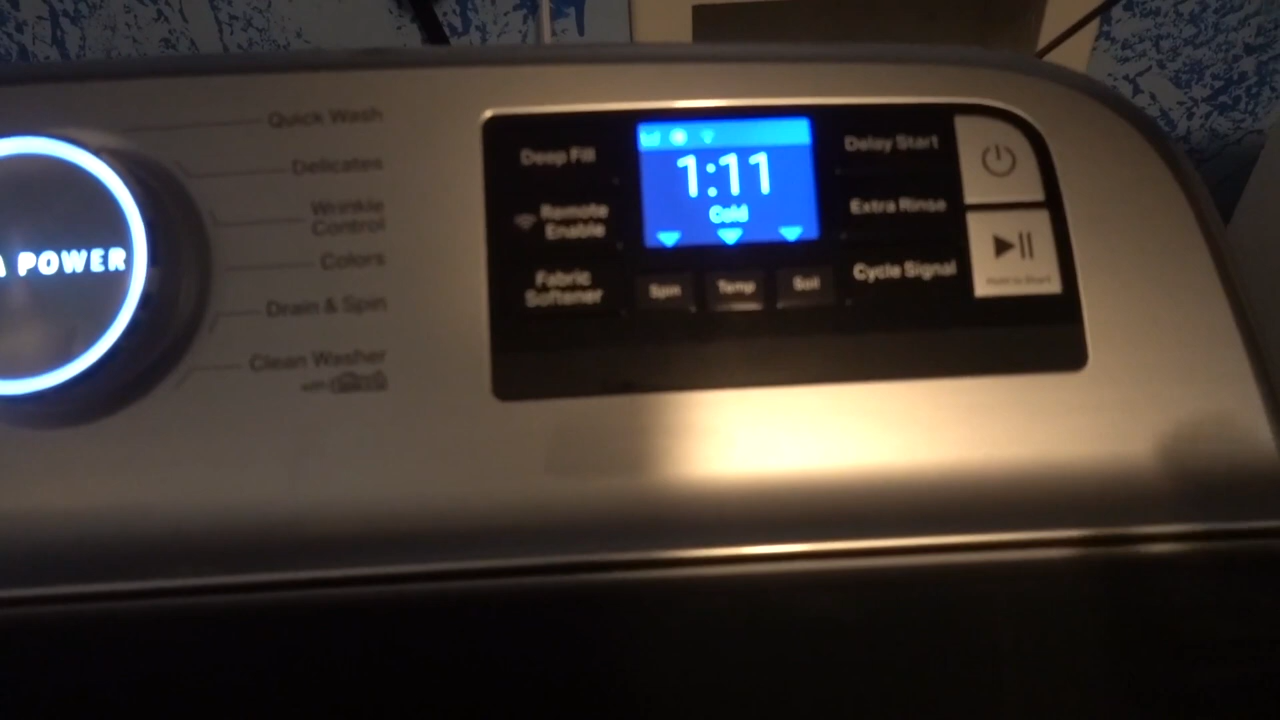 Quick Wash
Delicates
Wrinkle
Control
Colors
Drain & Spin
Clean Washer
POWER
Deep Fill
Remote
Enable
Fabric
Softener
1:11
Cold
Spin
Temp
Soil
Delay Start
Extra Rinse
Cycle Signal